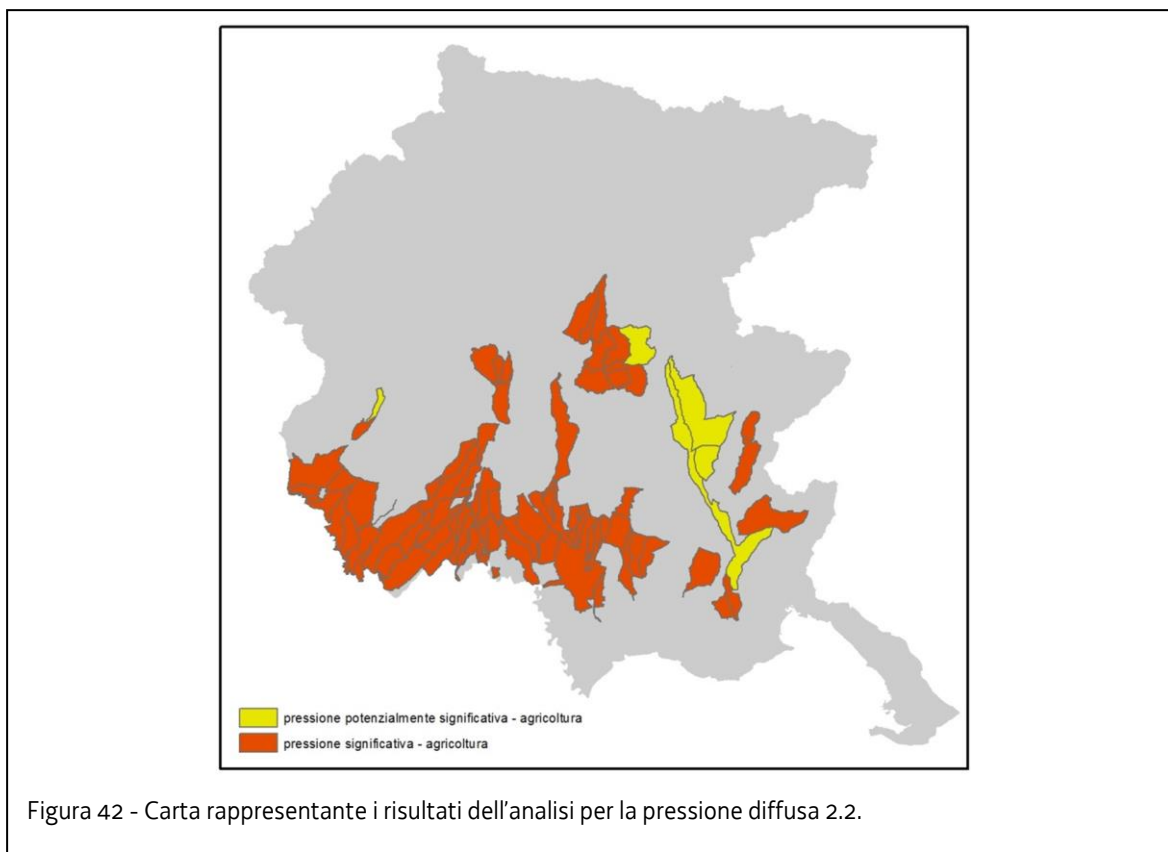 pressione potenzialmente significativa - agricoltura
pressione significativa - agricoltura
Figura 42 - Carta rappresentante i risultati dell'analisi per la pressione diffusa 2.2.